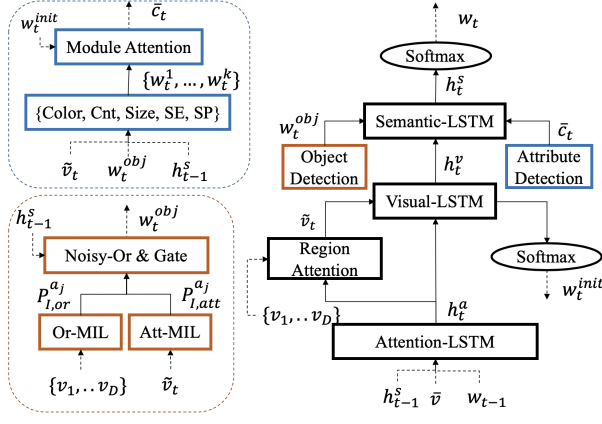 c̄_t
w_t^{init}
Module Attention
{w_t^1, ..., w_t^k}
{Color, Cnt, Size, SE, SP}
ṽ_t w_t^{obj} h_{t-1}^s
w_t^{obj}
h_{t-1}^s
Noisy-Or & Gate
P_{I,or}^{a_j} P_{I,att}^{a_j}
Or-MIL Att-MIL
{v_1, . . v_D} ṽ_t
w_t
Softmax
h_t^s
w_t^{obj} Semantic-LSTM c̄_t
Object
Detection
h_t^v
Attribute
Detection
Visual-LSTM
ṽ_t
Region
Attention
Softmax
w_t^{init}
{v_1, . . v_D} h_t^a
Attention-LSTM
h_{t-1}^s v̄ w_{t-1}